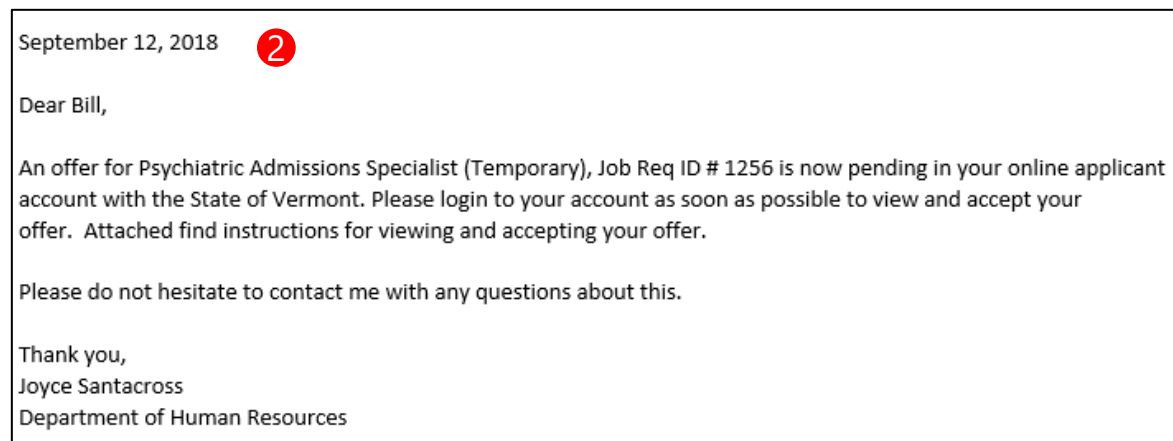 September 12, 2018
2
Dear Bill,
An offer for Psychiatric Admissions Specialist (Temporary), Job Req ID # 1256 is now pending in your online applicant
account with the State of Vermont. Please login to your account as soon as possible to view and accept your
offer.  Attached find instructions for viewing and accepting your offer.
Please do not hesitate to contact me with any questions about this.
Thank you,
Joyce Santacross
Department of Human Resources